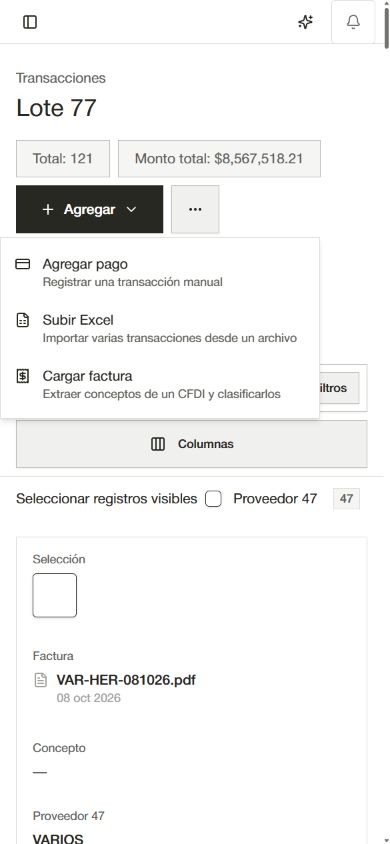 Transacciones
Lote 77
Total: 121
Monto total: $8,567,518.21
+ Agregar
Agregar pago
Registrar una transacción manual
Subir Excel
Importar varias transacciones desde un archivo
Cargar factura
Extraer conceptos de un CFDI y clasificarlos
iltros
Columnas
Seleccionar registros visibles
Proveedor 47
47
Selección
Factura
VAR-HER-081026.pdf
08 oct 2026
Concepto
—
Proveedor 47
VARIOS